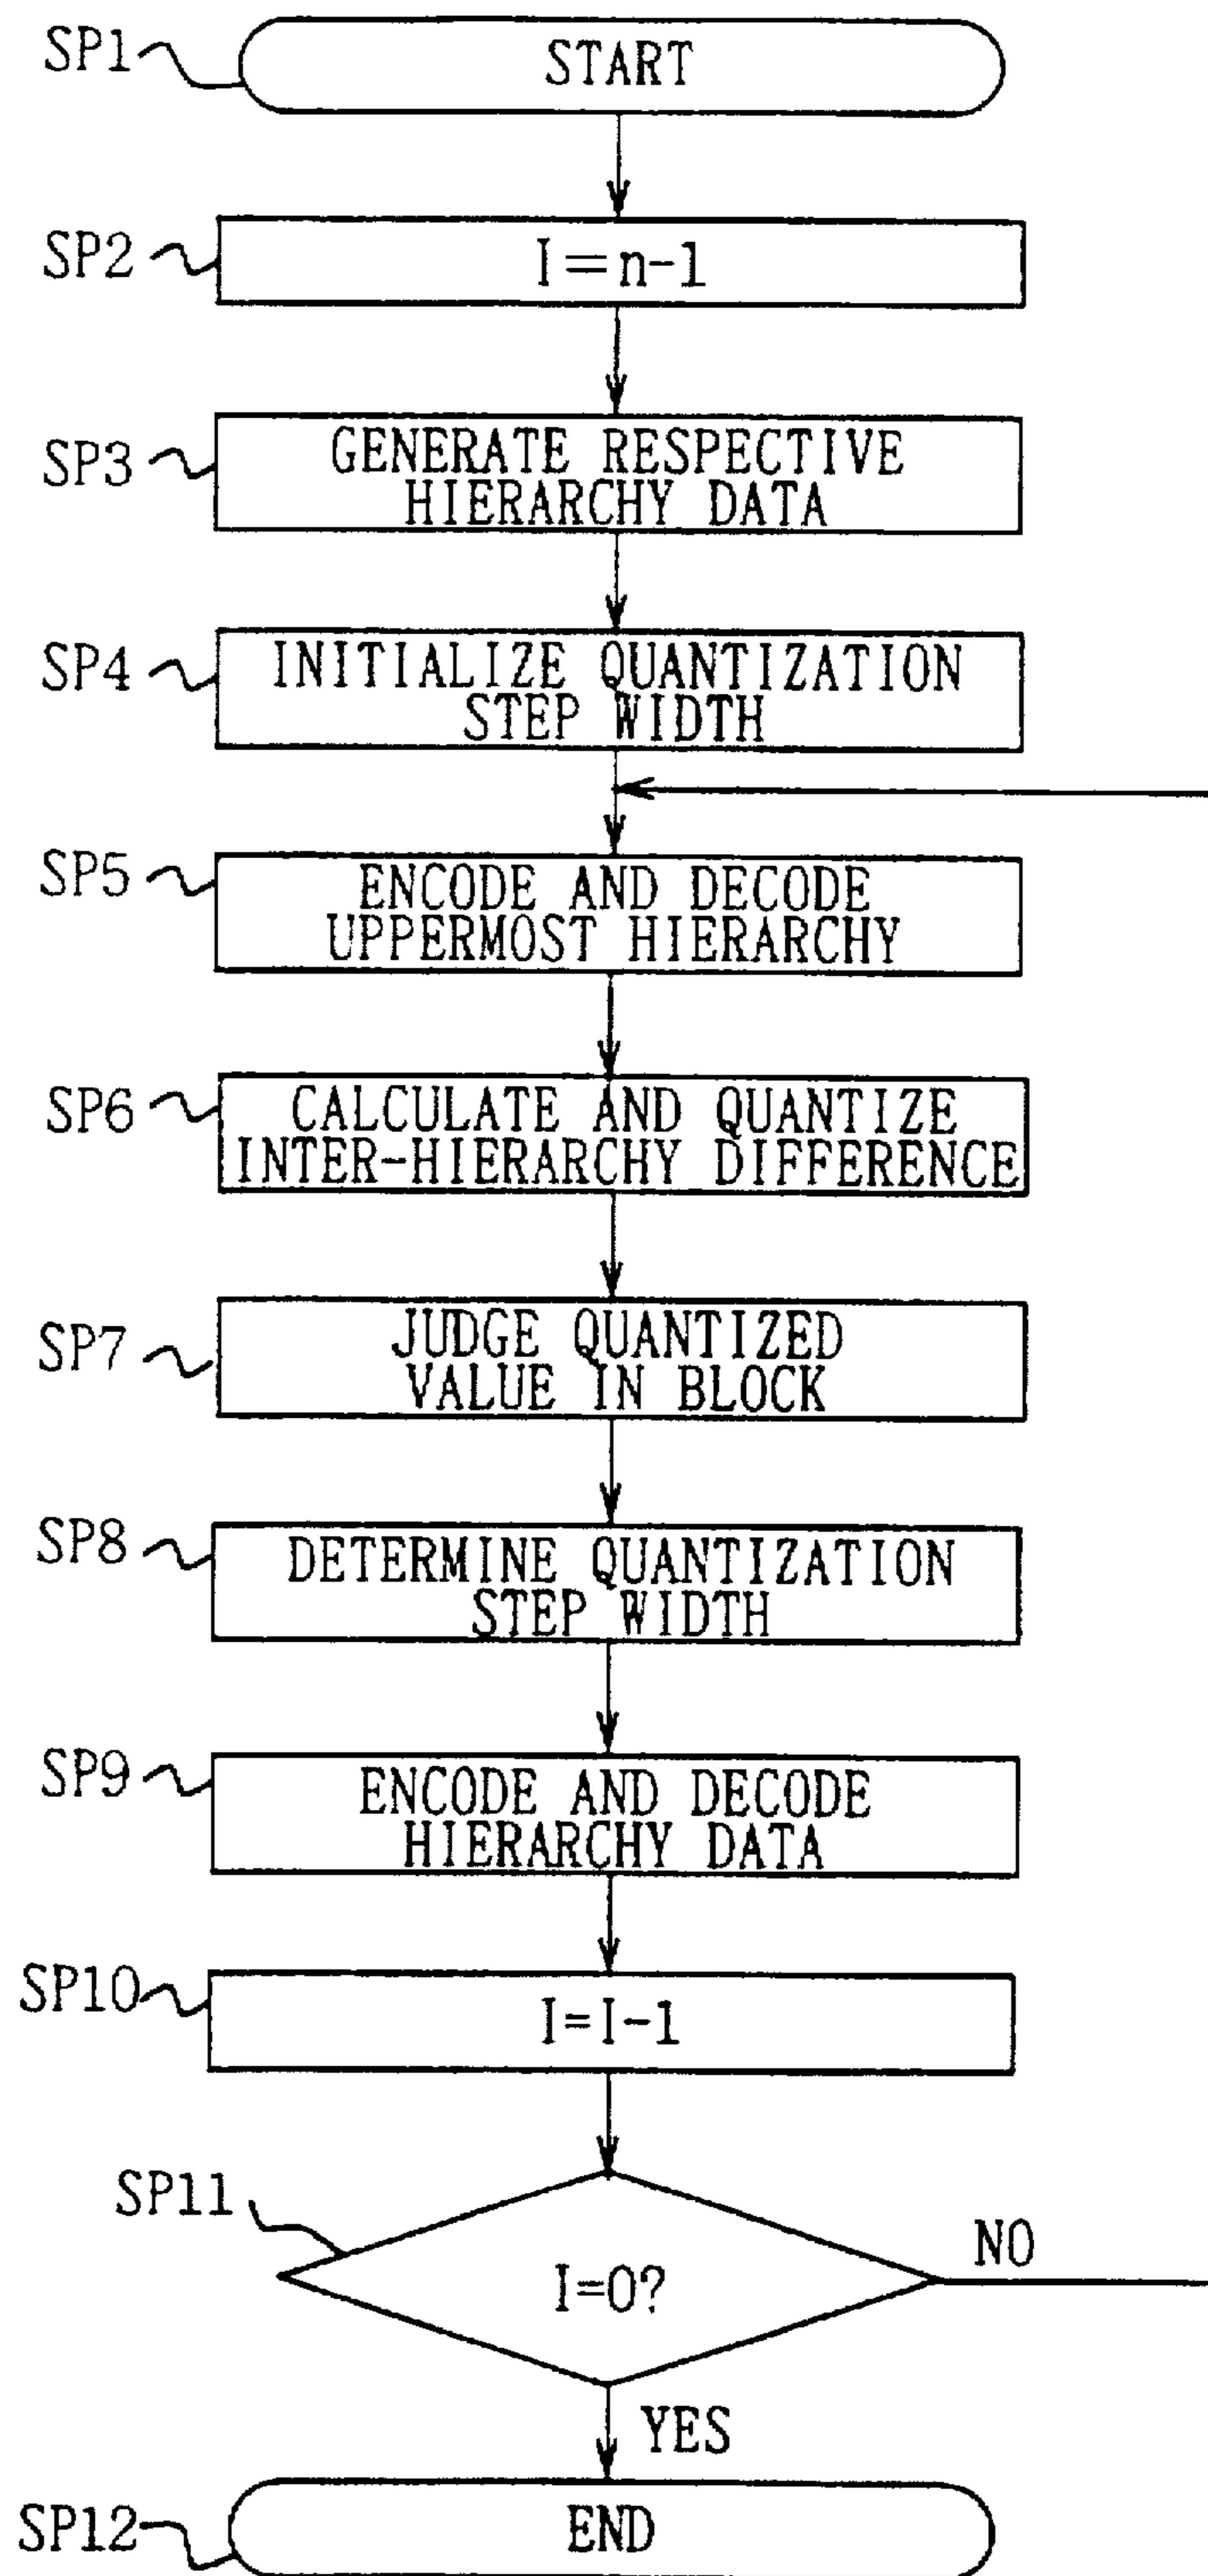 SP1
START
SP2
I=n-1
SP3
GENERATE RESPECTIVE
HIERARCHY DATA
SP4
INITIALIZE QUANTIZATION
STEP WIDTH
SP5
ENCODE AND DECODE
UPPERMOST HIERARCHY
SP6
CALCULATE AND QUANTIZE
INTER-HIERARCHY DIFFERENCE
SP7
JUDGE QUANTIZED
VALUE IN BLOCK
SP8
DETERMINE QUANTIZATION
STEP WIDTH
SP9
ENCODE AND DECODE
HIERARCHY DATA
SP10
I=I-1
SP11
I=0?
NO
YES
SP12
END